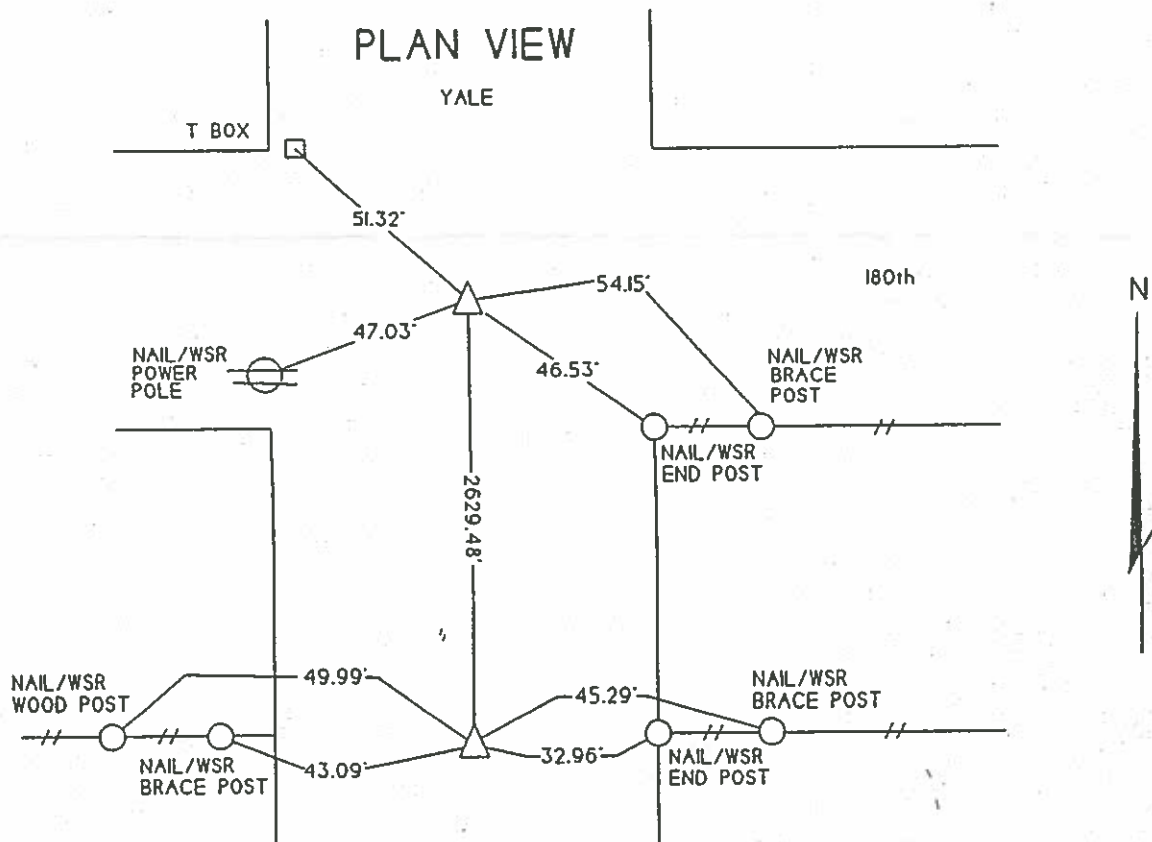 PLAN VIEW
YALE
T BOX
51.32'
180th
54.15'
N
47.03'
NAIL/WSR
POWER
POLE
46.53'
NAIL/WSR
BRACE
POST
NAIL/WSR
END POST
2629.48'
49.99'
NAIL/WSR
WOOD POST
45.29'
NAIL/WSR
BRACE POST
NAIL/WSR
BRACE POST
43.09'
32.96'
NAIL/WSR
END POST